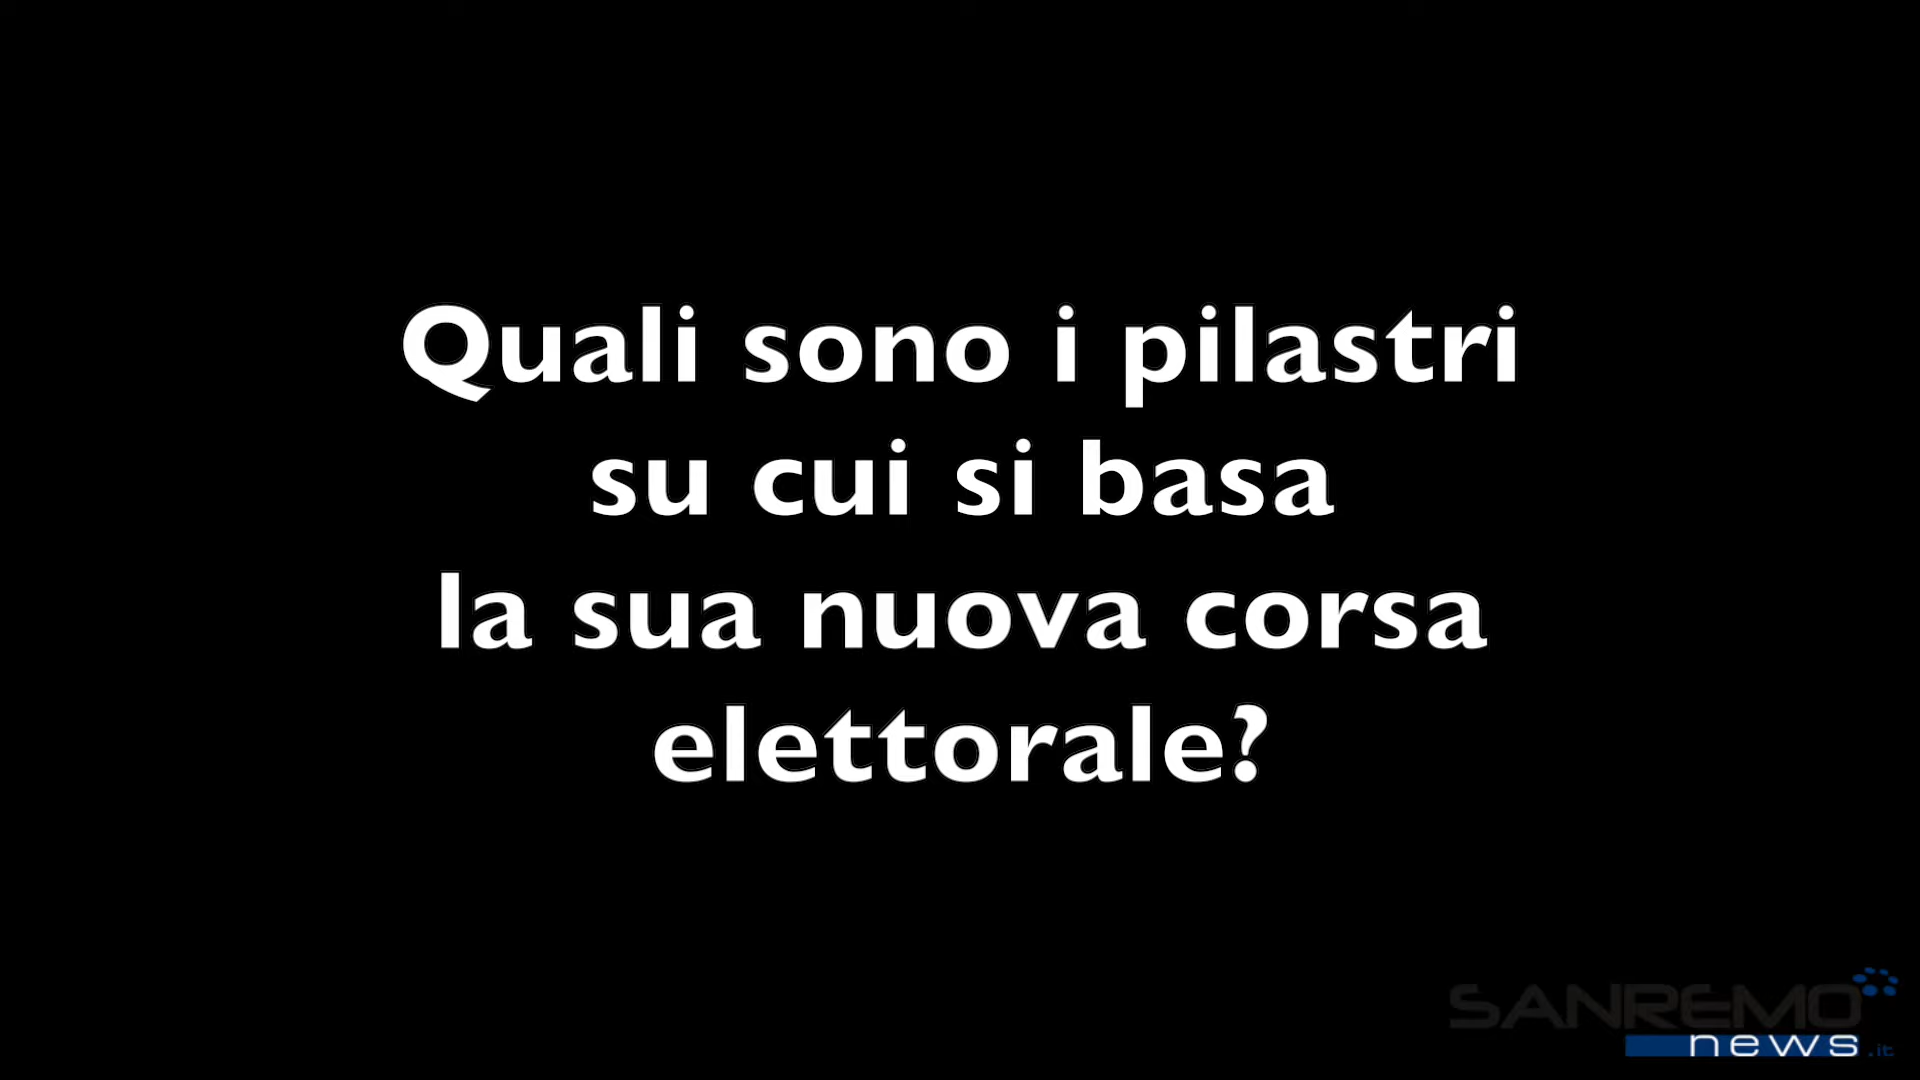 Quali sono i pilastri
su cui si basa
la sua nuova corsa
elettorale?
SANREMO
news.it